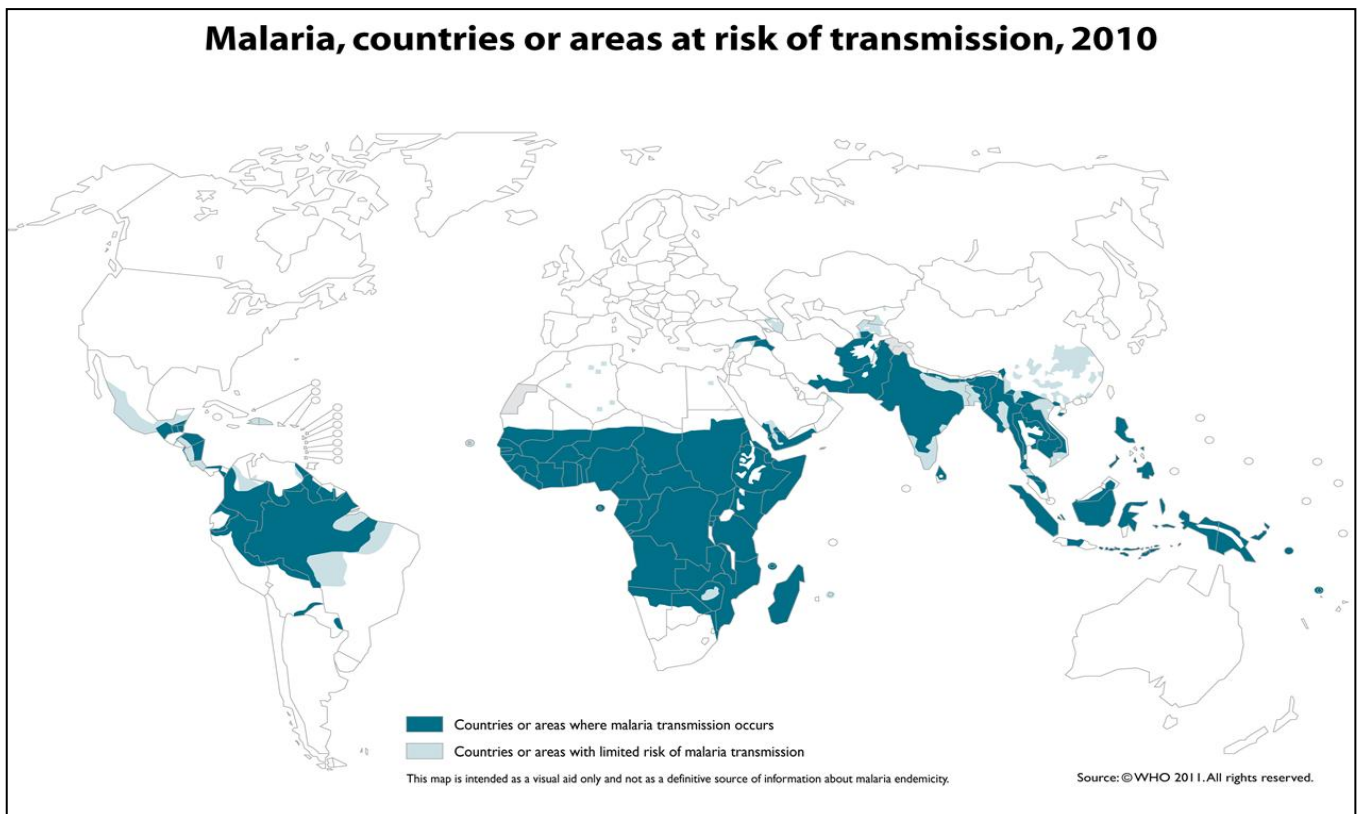 Malaria, countries or areas at risk of transmission, 2010
Countries or areas where malaria transmission occurs
Countries or areas with limited risk of malaria transmission
This map is intended as a visual aid only and not as a definitive source of information about malaria endemicity.
Source: © WHO 2011. All rights reserved.